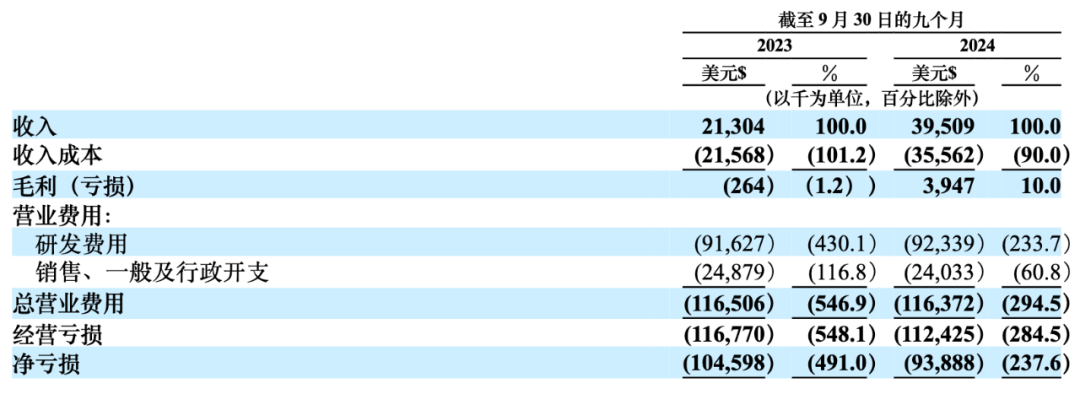 截至 9 月 30 日的九个月
2023 2024
美元$ % 美元$ %
(以千为单位，百分比除外)
收入 21,304 100.0 39,509 100.0
收入成本 (21,568) (101.2) (35,562) (90.0)
毛利（亏损） (264) (1.2) ) 3,947 10.0
营业费用:
研发费用 (91,627) (430.1) (92,339) (233.7)
销售、一般及行政开支 (24,879) (116.8) (24,033) (60.8)
总营业费用 (116,506) (546.9) (116,372) (294.5)
经营亏损 (116,770) (548.1) (112,425) (284.5)
净亏损 (104,598) (491.0) (93,888) (237.6)